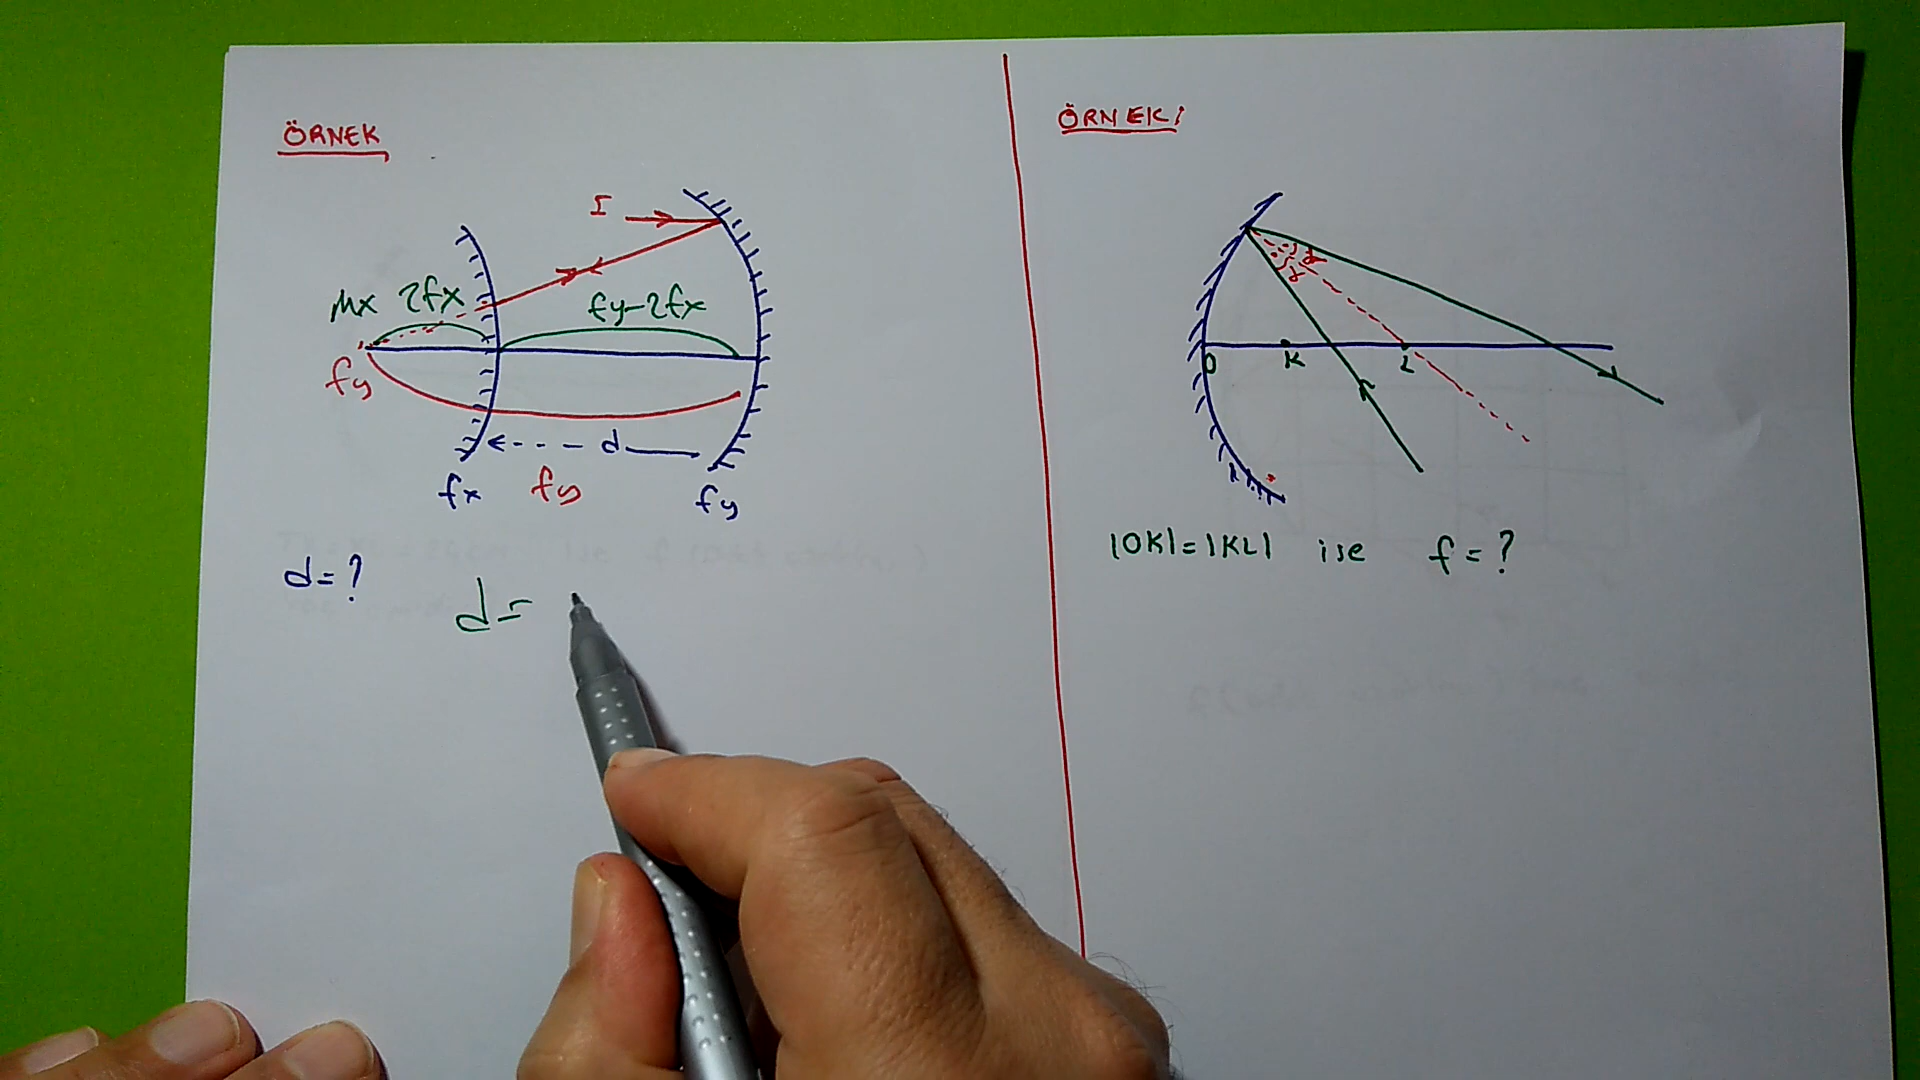 ÖRNEK
I
Mx 2fx
fy-2fx
fy
d
fx fy fy
d=?
d=
ÖRNEK:
α
α
O K L
|OK|=|KL| ise f=?